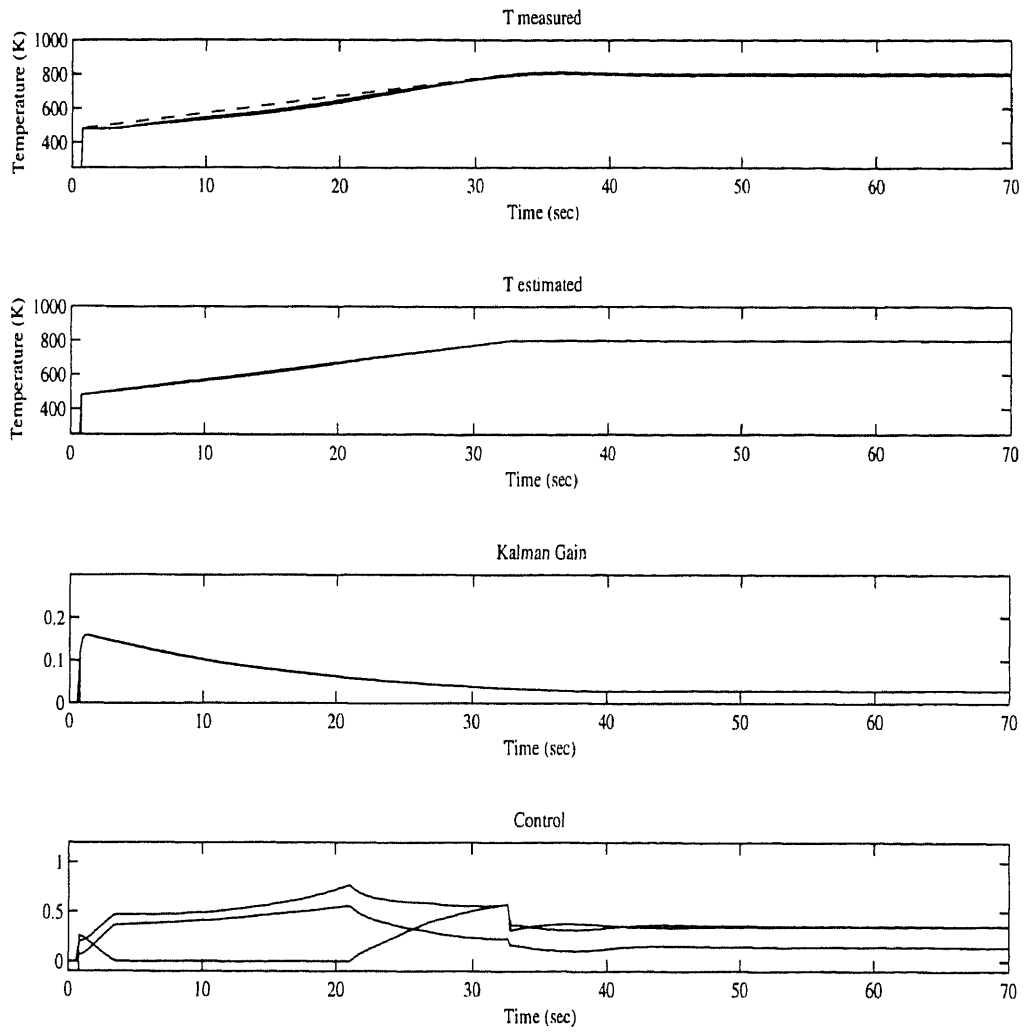 T measured
1000
800
600
400
Temperature (K)
0 10 20 30 40 50 60 70
Time (sec)
T estimated
1000
800
600
400
Temperature (K)
0 10 20 30 40 50 60 70
Time (sec)
Kalman Gain
0.2
0.1
0
0 10 20 30 40 50 60 70
Time (sec)
Control
1
0.5
0
0 10 20 30 40 50 60 70
Time (sec)